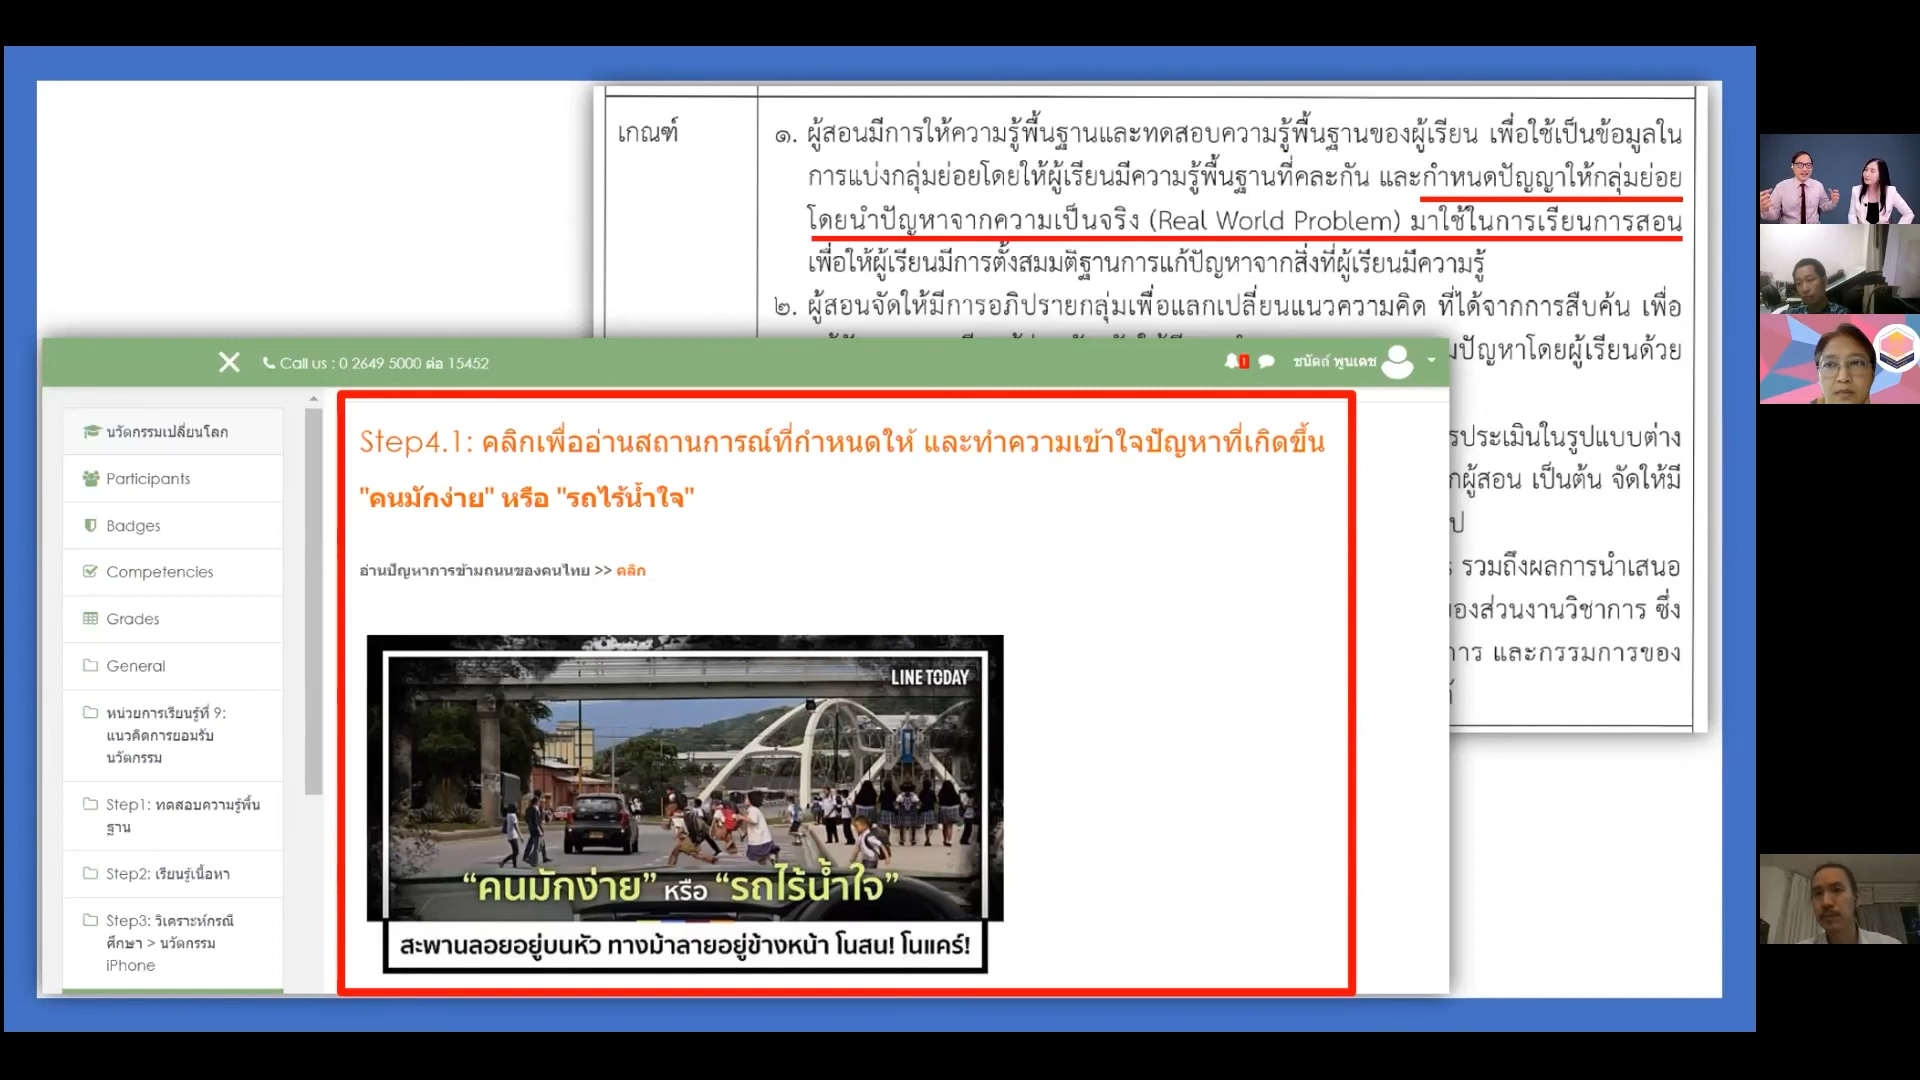 เกณฑ์
๑. ผู้สอนมีการให้ความรู้พื้นฐานและทดสอบความรู้พื้นฐานของผู้เรียน เพื่อใช้เป็นข้อมูลใน
การแบ่งกลุ่มย่อยโดยให้ผู้เรียนมีความรู้พื้นฐานที่คละกัน และกำหนดปัญญาให้กลุ่มย่อย
โดยนำปัญหาจากความเป็นจริง (Real World Problem) มาใช้ในการเรียนการสอน
เพื่อให้ผู้เรียนมีการตั้งสมมติฐานการแก้ปัญหาจากสิ่งที่ผู้เรียนมีความรู้
๒. ผู้สอนจัดให้มีการอภิปรายกลุ่มเพื่อแลกเปลี่ยนแนวความคิด ที่ได้จากการสืบค้น เพื่อ
มปัญหาโดยผู้เรียนด้วย
รประเมินในรูปแบบต่าง
กผู้สอน เป็นต้น จัดให้มี
ป
รวมถึงผลการนำเสนอ
องส่วนงานวิชาการ ซึ่ง
การ และกรรมการของ
Call us : 0 2649 5000 ต่อ 15452
1
ชนัดถ์ พูนเดช
นวัตกรรมเปลี่ยนโลก
Participants
Badges
Competencies
Grades
General
หน่วยการเรียนรู้ที่ 9:
แนวคิดการยอมรับ
นวัตกรรม
Step1: ทดสอบความรู้พื้น
ฐาน
Step2: เรียนรู้เนื้อหา
Step3: วิเคราะห์กรณี
ศึกษา > นวัตกรรม
iPhone
Step4.1: คลิกเพื่ออ่านสถานการณ์ที่กำหนดให้ และทำความเข้าใจปัญหาที่เกิดขึ้น
"คนมักง่าย" หรือ "รถไร้น้ำใจ"
อ่านปัญหาการข้ามถนนของคนไทย >> คลิก
LINE TODAY
“คนมักง่าย” หรือ “รถไร้น้ำใจ”
สะพานลอยอยู่บนหัว ทางม้าลายอยู่ข้างหน้า โนสน! โนแคร์!